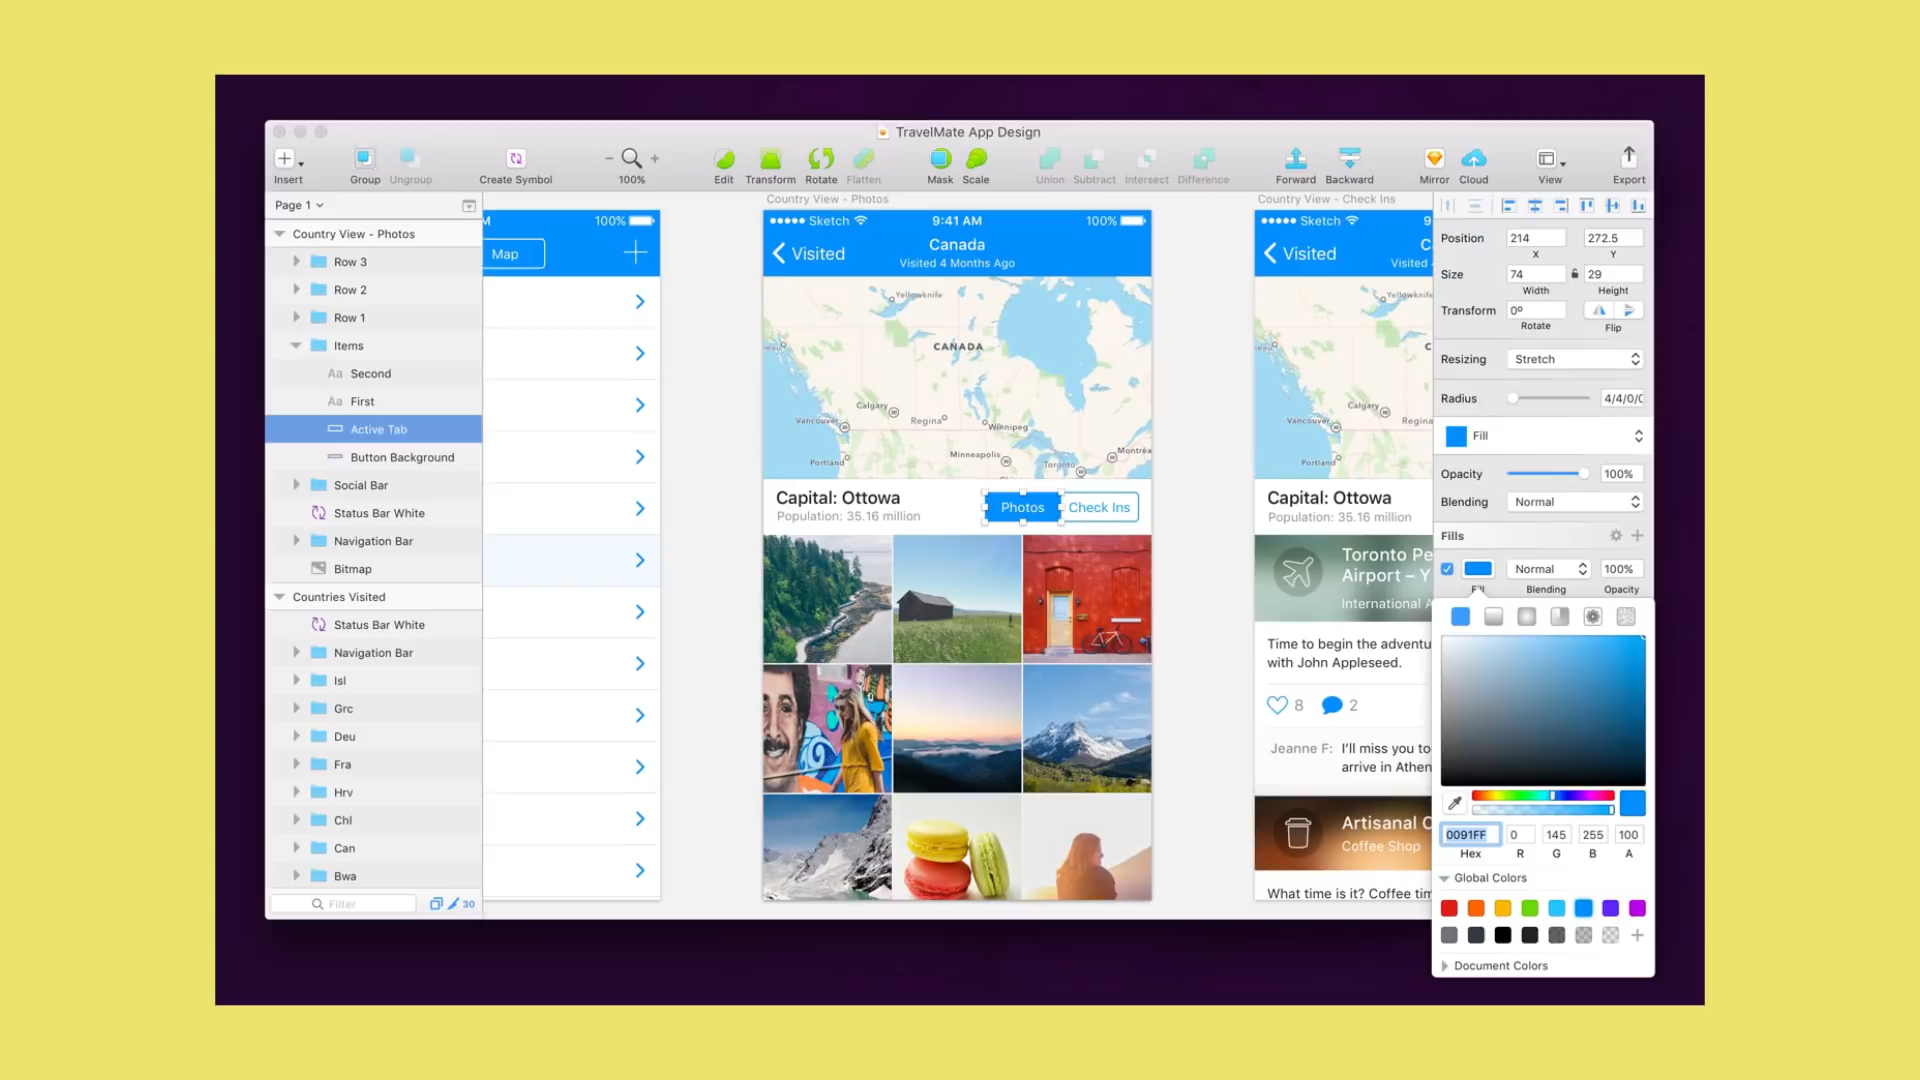 TravelMate App Design
Insert
Group
Ungroup
Create Symbol
100%
Edit
Transform
Rotate
Flatten
Mask
Scale
Union
Subtract
Intersect
Difference
Forward
Backward
Mirror
Cloud
View
Export
Page 1
Country View - Photos
Row 3
Row 2
Row 1
Items
Aa Second
Aa First
Active Tab
Button Background
Social Bar
Status Bar White
Navigation Bar
Bitmap
Countries Visited
Status Bar White
Navigation Bar
Isl
Grc
Deu
Fra
Hrv
Chl
Can
Bwa
Filter
30
M
100%
Map
Country View - Photos
Sketch
9:41 AM
100%
Visited
Canada
Visited 4 Months Ago
Yellowknife
CANADA
Calgary
Vancouver
Regina
Winnipeg
Minneapolis
Montréa
Portland
Toronto
Capital: Ottowa
Population: 35.16 million
Photos
Check Ins
Country View - Check Ins
Sketch
9
Visited
C
Visited
Yellowknife
C
Calgary
Vancouver
Regina
Portland
Capital: Ottowa
Population: 35.16 million
Toronto Pe
Airport – Y
International A
Time to begin the adventu
with John Appleseed.
8
2
Jeanne F: I'll miss you to
arrive in Athen
Artisanal C
Coffee Shop
What time is it? Coffee tim
Position
214
272.5
X
Y
Size
74
29
Width
Height
Transform
0º
Rotate
Flip
Resizing
Stretch
Radius
4/4/0/0
Fill
Opacity
100%
Blending
Normal
Fills
Normal
100%
Fill
Blending
Opacity
0091FF
0
145
255
100
Hex
R
G
B
A
Global Colors
Document Colors